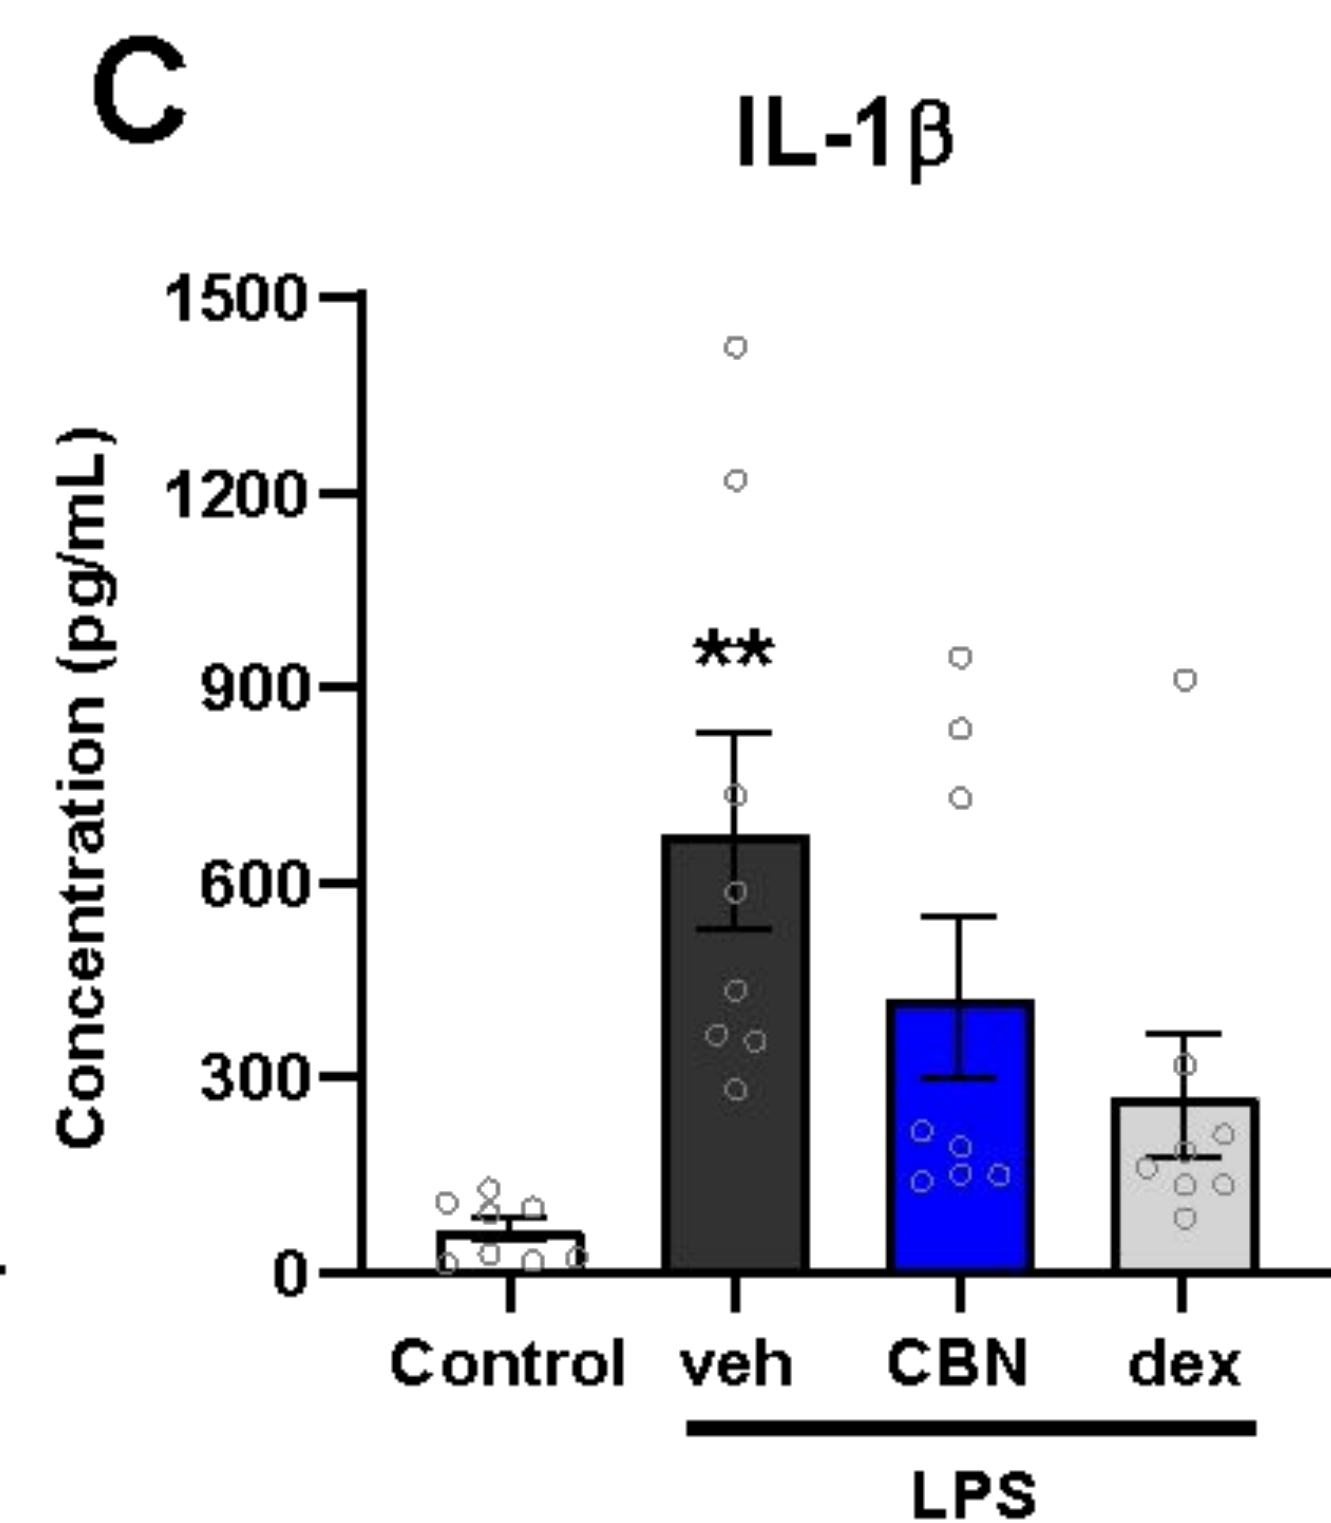 C
IL-1β
Concentration (pg/mL)
1500
1200
900
600
300
0
**
Control veh CBN dex
LPS